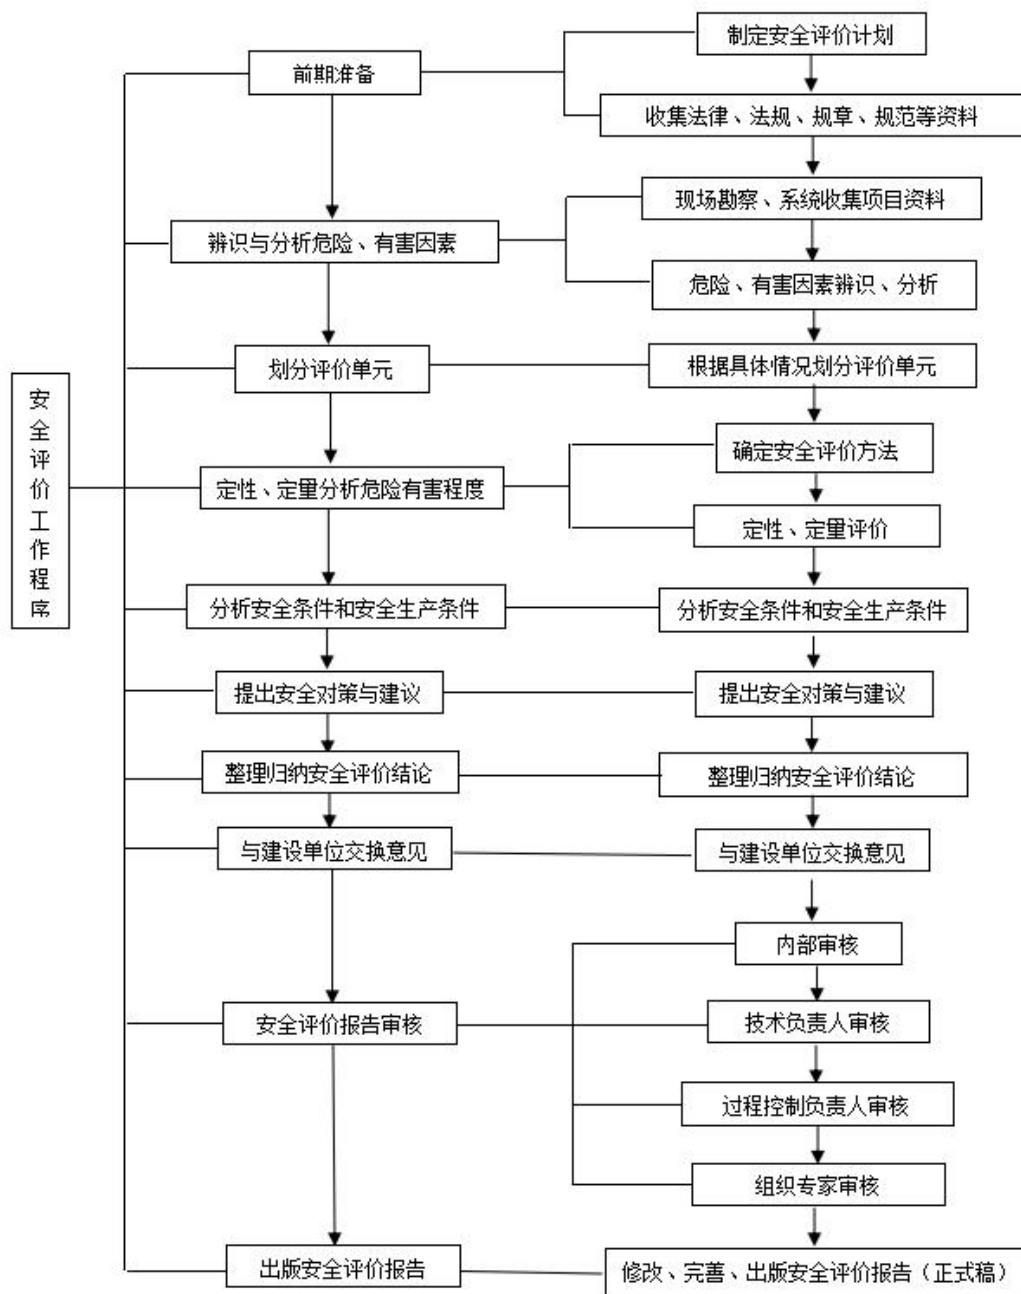 制定安全评价计划
前期准备
收集法律、法规、规章、规范等资料
现场勘察、系统收集项目资料
辨识与分析危险、有害因素
危险、有害因素辨识、分析
划分评价单元
根据具体情况划分评价单元
安全评价工作程序
确定安全评价方法
定性、定量分析危险有害程度
定性、定量评价
分析安全条件和安全生产条件
分析安全条件和安全生产条件
提出安全对策与建议
提出安全对策与建议
整理归纳安全评价结论
整理归纳安全评价结论
与建设单位交换意见
与建设单位交换意见
内部审核
安全评价报告审核
技术负责人审核
过程控制负责人审核
组织专家审核
出版安全评价报告
修改、完善、出版安全评价报告（正式稿）